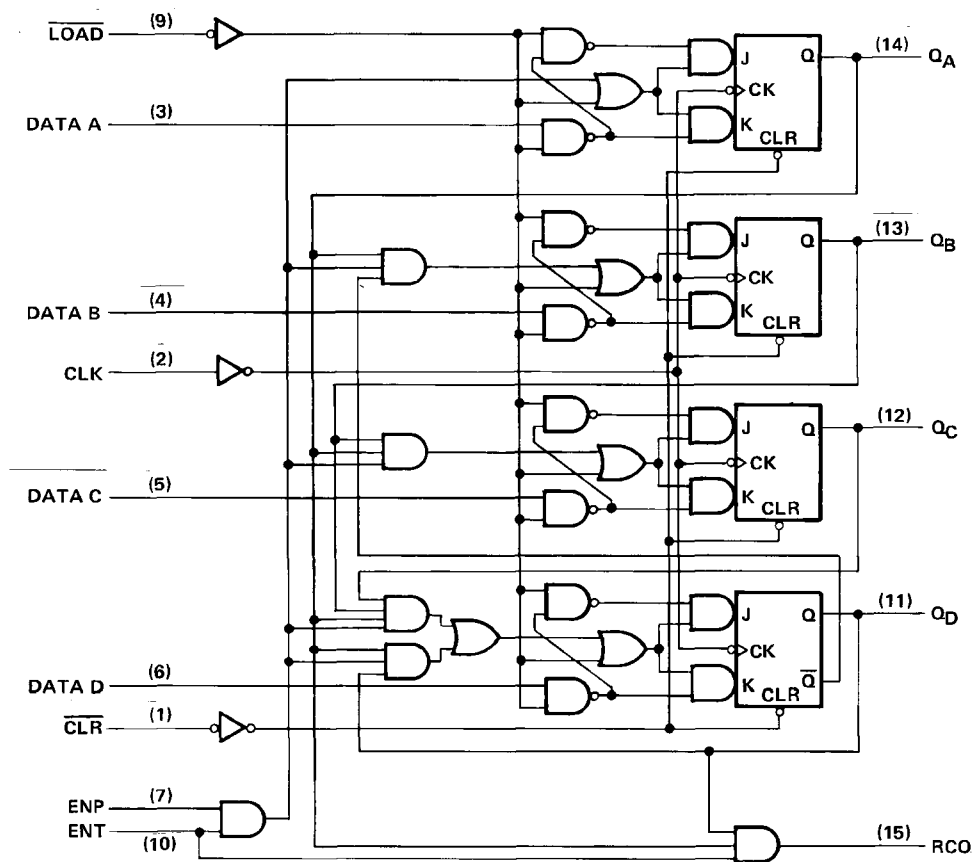 LOAD (9)
J Q (14) QA
CK
DATA A (3)
K
CLR
J Q (13) QB
CK
DATA B (4)
K
CLR
CLK (2)
J Q (12) QC
CK
DATA C (5)
K
CLR
J Q (11) QD
CK
DATA D (6)
K Q
CLR
CLR (1)
ENP (7)
ENT (10)
(15) RCO